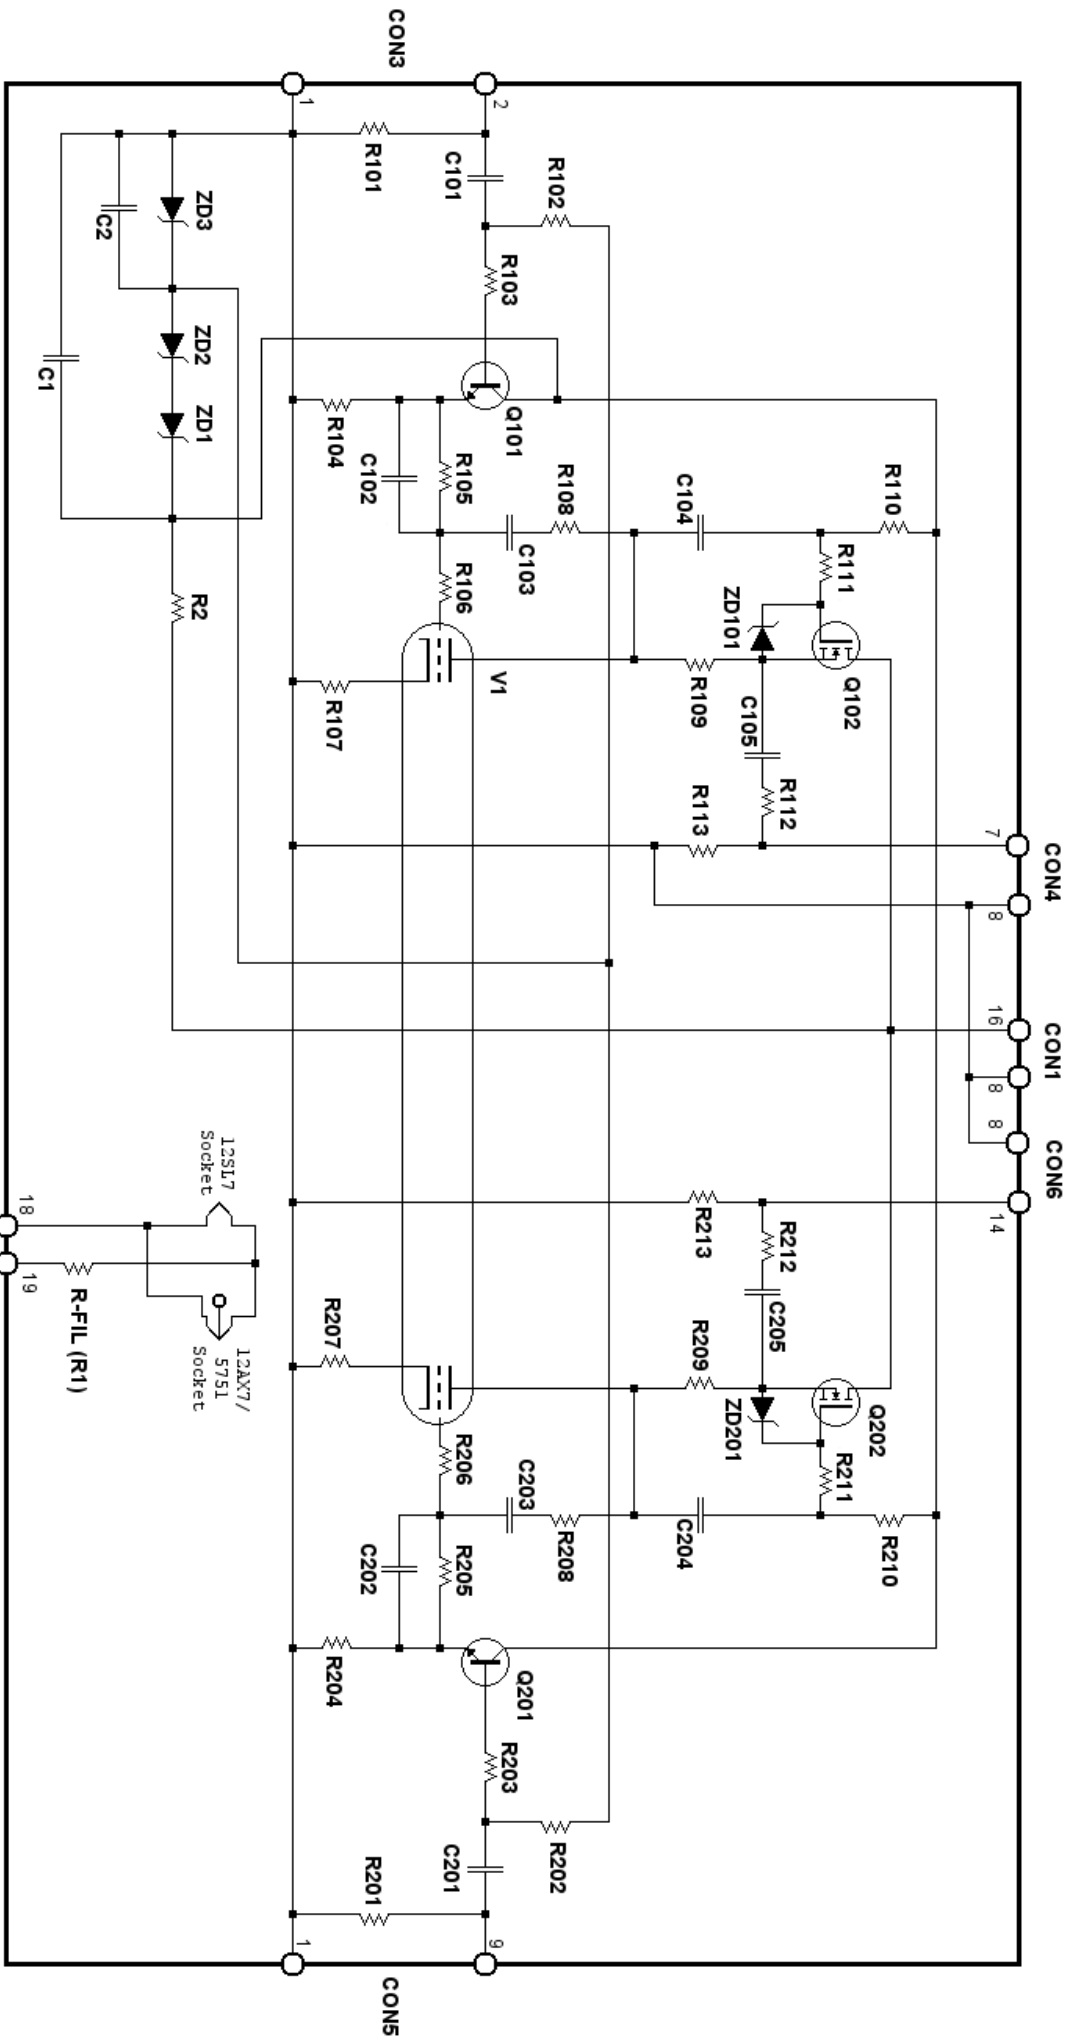 CON3
1
2
R101
C101
R102
R103
ZD3
C2
ZD2
ZD1
C1
R2
Q101
R104
C102
R105
R106
C103
R108
C104
R110
R111
ZD101
Q102
R109
V1
R107
C105
R112
R113
7
CON4
8
16
CON1
8
8
CON6
14
12SL7
Socket
18
19
R-FIL (R1)
12AX7/
5751
Socket
R213
R212
C205
R209
ZD201
Q202
R211
R210
R207
R206
C203
R208
C204
C202
R205
R204
Q201
R203
R202
C201
R201
1
9
CON5